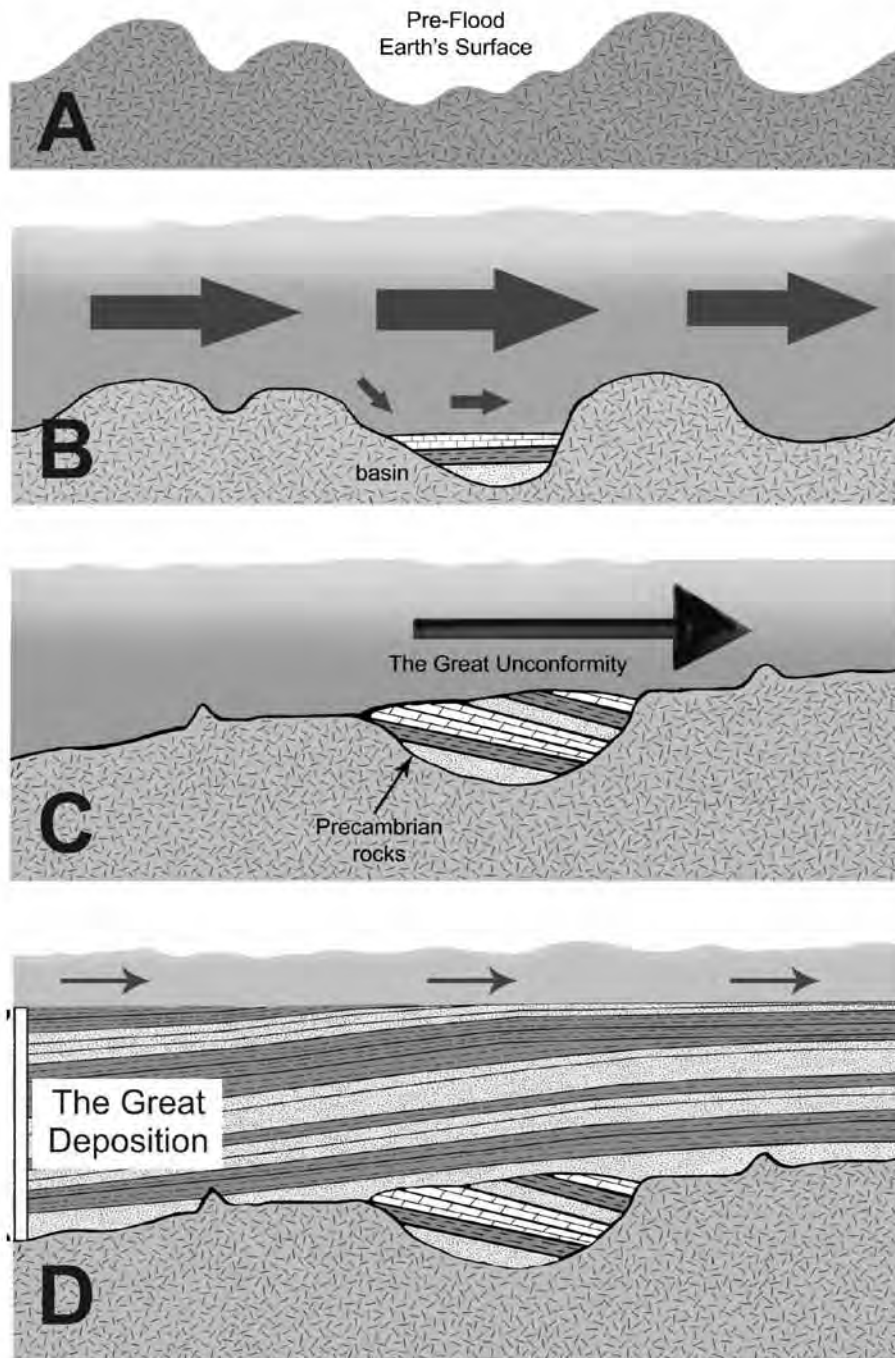 Pre-Flood
Earth's Surface
A
B
basin
The Great Unconformity
C
Precambrian
rocks
The Great
Deposition
D